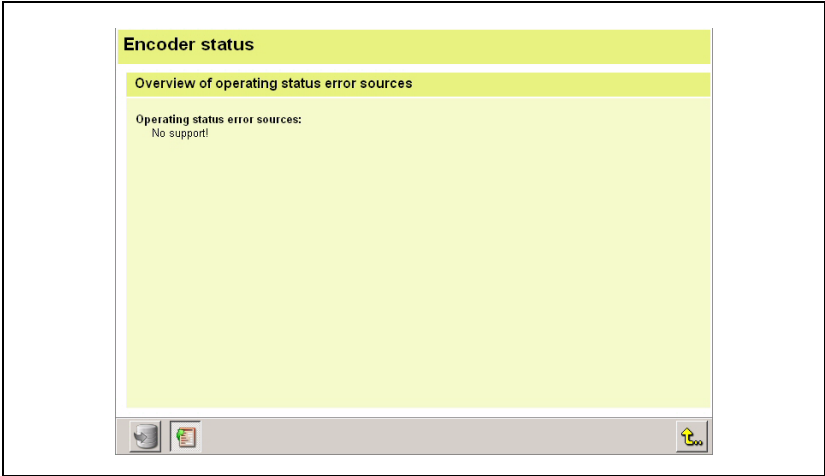 Encoder status
Overview of operating status error sources
Operating status error sources:
No support!